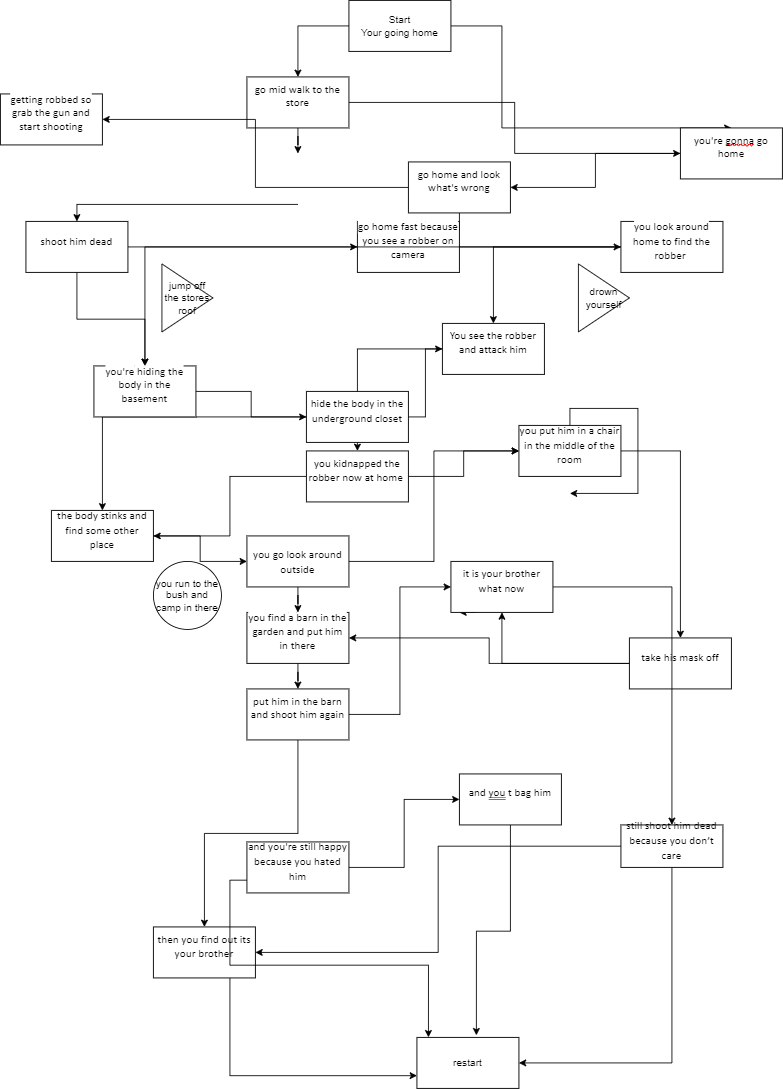 Start
Your going home
go mid walk to the
store
getting robbed so
grab the gun and
start shooting
you're gonna go
home
go home and look
what's wrong
shoot him dead
go home fast because
you see a robber on
camera
you look around
home to find the
robber
jump off
the stores
roof
drown
yourself
You see the robber
and attack him
you're hiding the
body in the
basement
hide the body in the
underground closet
you put him in a chair
in the middle of the
room
you kidnapped the
robber now at home
the body stinks and
find some other
place
you go look around
outside
you run to the
bush and
camp in there
it is your brother
what now
you find a barn in the
garden and put him
in there
take his mask off
put him in the barn
and shoot him again
and you t bag him
still shoot him dead
because you don't
care
and you're still happy
because you hated
him
then you find out its
your brother
restart